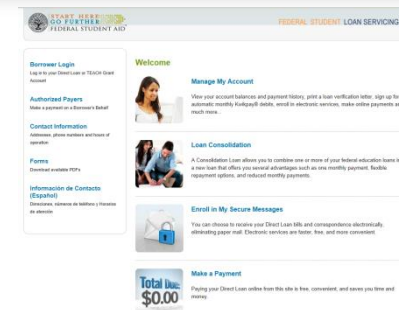 START HERE
GO FURTHER
FEDERAL STUDENT AID
FEDERAL STUDENT LOAN SERVICING
Borrower Login
Log in to your Direct Loan or TEACH Grant
Account
Authorized Payers
Make a payment on a Borrower's Behalf
Contact Information
Addresses, phone numbers and hours of
operation
Forms
Download available PDFs
Información de Contacto
(Español)
Direcciones, números de teléfono y Horarios
de atención
Welcome
Manage My Account
View your account balances and payment history, print a loan verification letter, sign up for
automatic monthly Kwikpay® debits, enroll in electronic services, make online payments and
much more...
Loan Consolidation
A Consolidation Loan allows you to combine one or more of your federal education loans
a new loan that offers you several advantages such as one monthly payment, flexible
repayment options, and reduced monthly payments.
Enroll in My Secure Messages
You can choose to receive your Direct Loan bills and correspondence electronically,
eliminating paper mail. Electronic services are faster, free, and more convenient.
Total Due:
$0.00
Make a Payment
Paying your Direct Loan online from this site is free, convenient, and saves you time and
money.